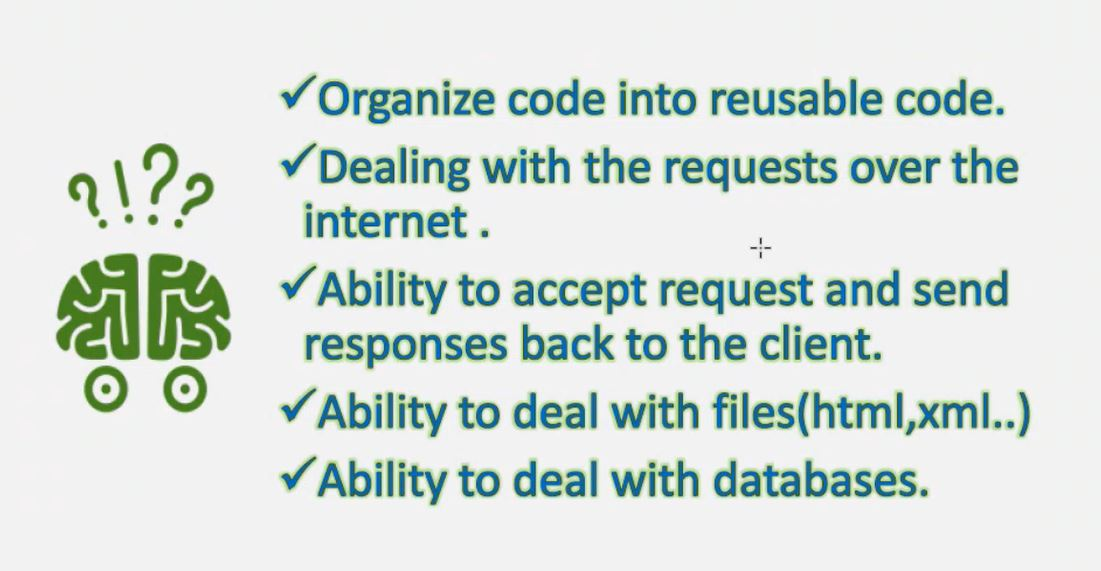 ✓Organize code into reusable code.
✓Dealing with the requests over the
internet .
✓Ability to accept request and send
responses back to the client.
✓Ability to deal with files(html,xml..)
✓Ability to deal with databases.